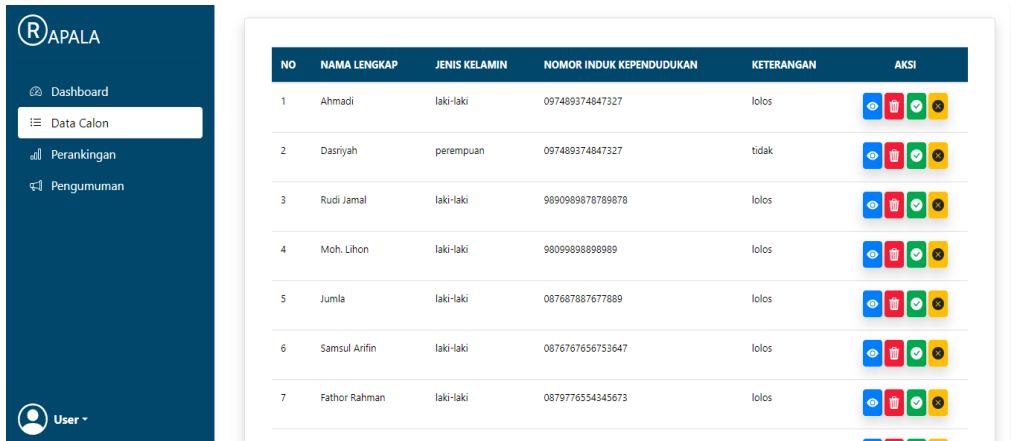 RAPALA
Dashboard
Data Calon
Perankingan
Pengumuman
User
NO NAMA LENGKAP JENIS KELAMIN NOMOR INDUK KEPENDUDUKAN KETERANGAN AKSI
1 Ahmadi laki-laki 097489374847327 lolos
2 Dasriyah perempuan 097489374847327 tidak
3 Rudi Jamal laki-laki 9890989878789878 lolos
4 Moh. Lihon laki-laki 98099898898989 lolos
5 Jumla laki-laki 087687887677889 lolos
6 Samsul Arifin laki-laki 0876767656753647 lolos
7 Fathor Rahman laki-laki 0879776554345673 lolos